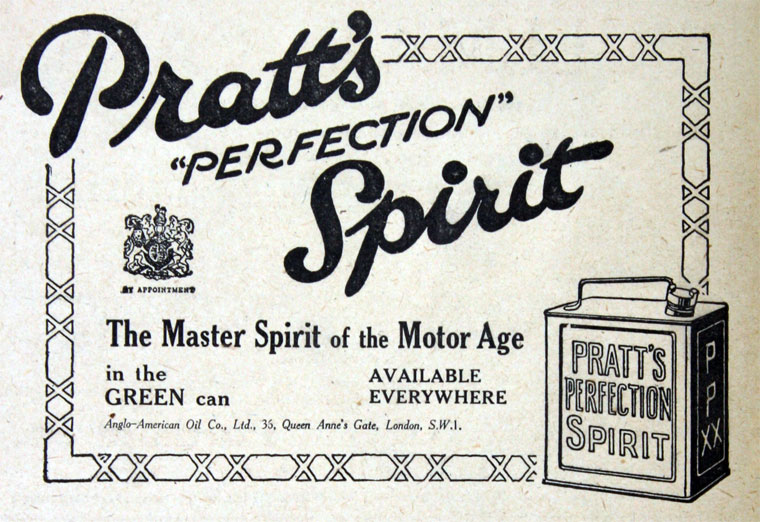 Pratt's
"PERFECTION"
Spirit
BY APPOINTMENT
The Master Spirit of the Motor Age
in the
GREEN can
AVAILABLE
EVERYWHERE
Anglo-American Oil Co., Ltd., 36, Queen Anne's Gate, London, S.W.1.
PRATT'S
PERFECTION
SPIRIT
P
P
XX